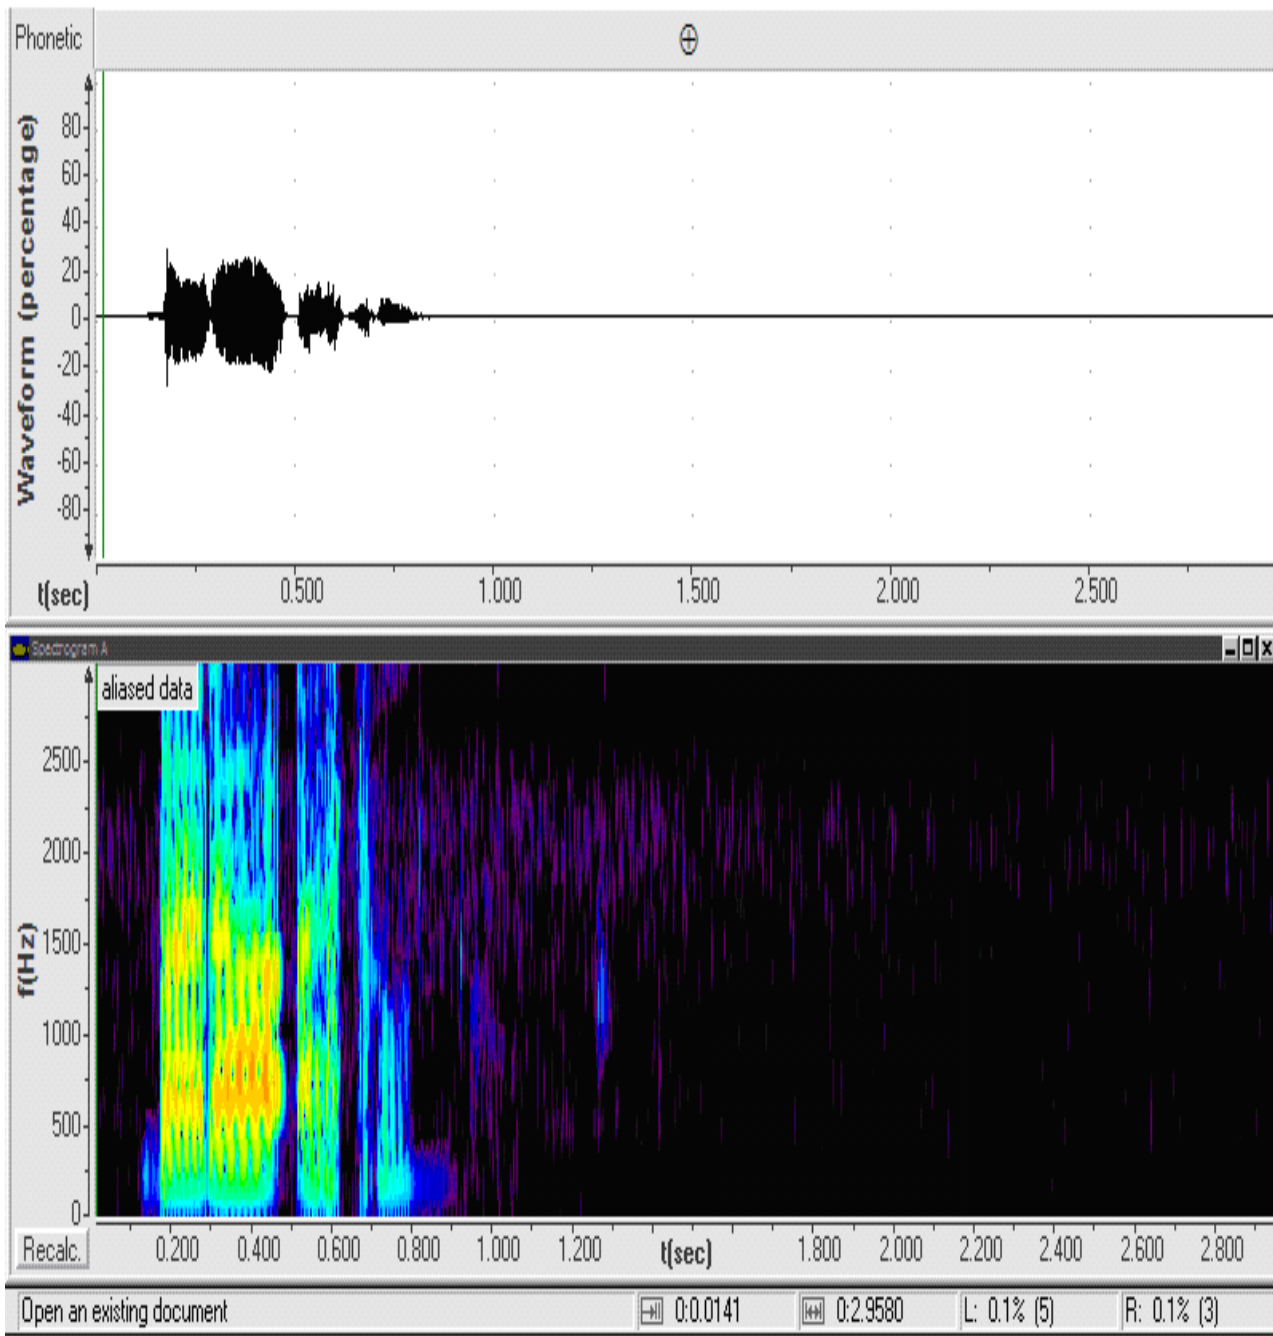 Phonetic
Waveform (percentage)
80
60
40
20
0
-20
-40
-60
-80
t(sec)
0.500 1.000 1.500 2.000 2.500
Spectrogram A
aliased data
f(Hz)
2500
2000
1500
1000
500
0
Recalc.
0.200 0.400 0.600 0.800 1.000 1.200 t(sec) 1.800 2.000 2.200 2.400 2.600 2.800
Open an existing document 0:0.0141 0:2.9580 L: 0.1% (5) R: 0.1% (3)